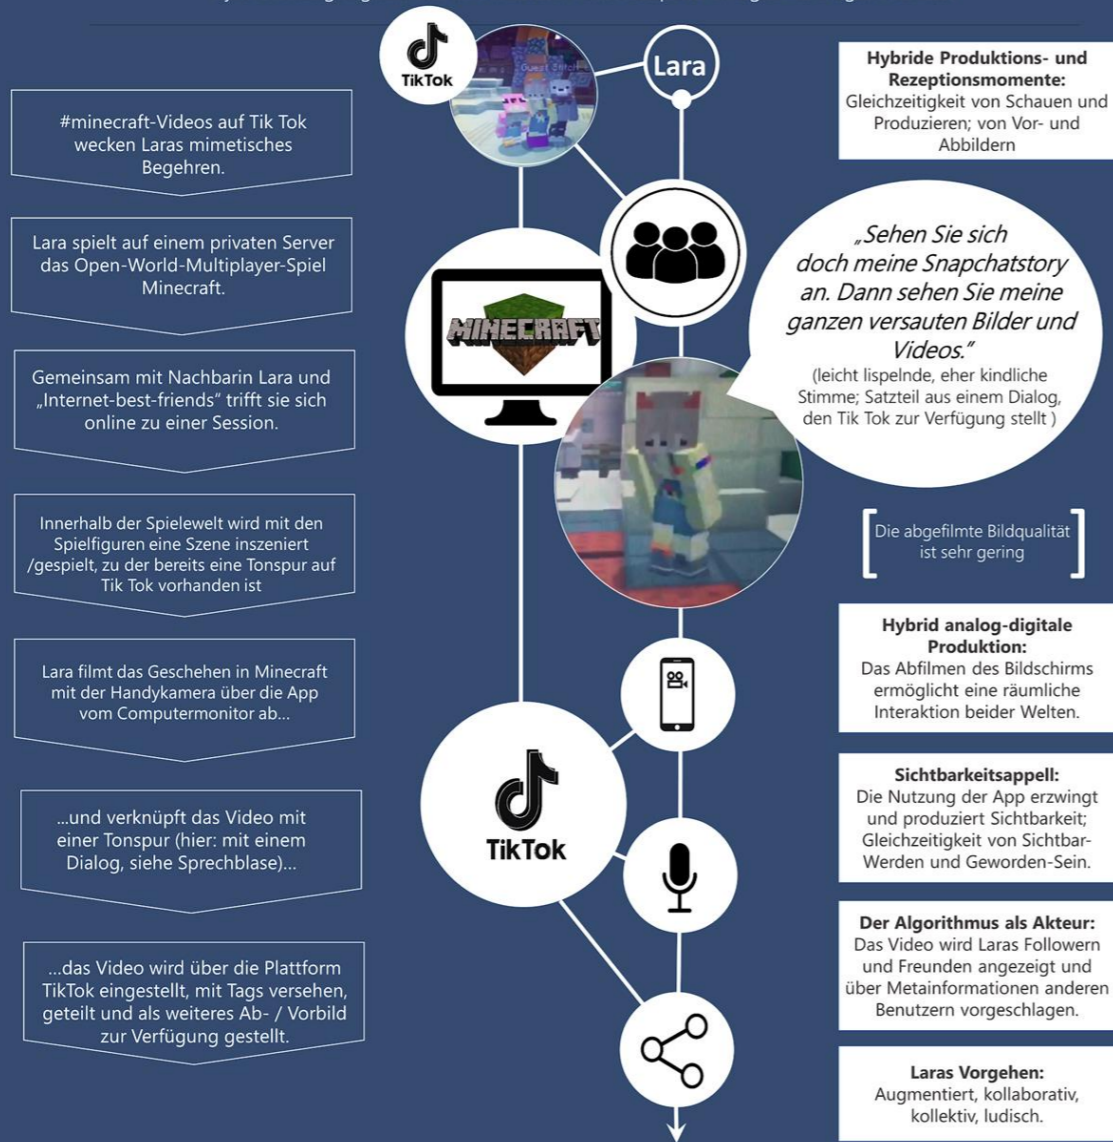 TikTok
Guest
Lara
#minecraft-Videos auf Tik Tok
wecken Laras mimetisches
Begehren.
Lara spielt auf einem privaten Server
das Open-World-Multiplayer-Spiel
Minecraft.
MINECRAFT
Gemeinsam mit Nachbarin Lara und
„Internet-best-friends“ trifft sie sich
online zu einer Session.
Innerhalb der Spielewelt wird mit den
Spielfiguren eine Szene inszeniert
/gespielt, zu der bereits eine Tonspur auf
Tik Tok vorhanden ist
Lara filmt das Geschehen in Minecraft
mit der Handykamera über die App
vom Computermonitor ab...
...und verknüpft das Video mit
einer Tonspur (hier: mit einem
Dialog, siehe Sprechblase)...
TikTok
...das Video wird über die Plattform
TikTok eingestellt, mit Tags versehen,
geteilt und als weiteres Ab- / Vorbild
zur Verfügung gestellt.
Hybride Produktions- und
Rezeptionsmomente:
Gleichzeitigkeit von Schauen und
Produzieren; von Vor- und
Abbildern
„Sehen Sie sich
doch meine Snapchatstory
an. Dann sehen Sie meine
ganzen versauten Bilder und
Videos.”
(leicht lispelnde, eher kindliche
Stimme; Satzteil aus einem Dialog,
den Tik Tok zur Verfügung stellt )
[Die abgefilmte Bildqualität
ist sehr gering]
Hybrid analog-digitale
Produktion:
Das Abfilmen des Bildschirms
ermöglicht eine räumliche
Interaktion beider Welten.
Sichtbarkeitsappell:
Die Nutzung der App erzwingt
und produziert Sichtbarkeit;
Gleichzeitigkeit von Sichtbar-
Werden und Geworden-Sein.
Der Algorithmus als Akteur:
Das Video wird Laras Followern
und Freunden angezeigt und
über Metainformationen anderen
Benutzern vorgeschlagen.
Laras Vorgehen:
Augmentiert, kollaborativ,
kollektiv, ludisch.